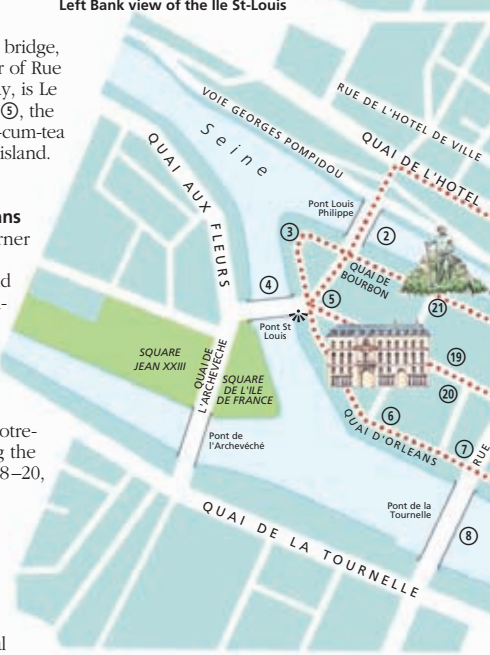 Left Bank view of the Ile St-Louis
bridge,
r of Rue
y, is Le
⑤, the
-cum-tea
island.
ans
rner
d
-
otre-
g the
8–20,
al
VOIE GEORGES POMPIDOU
RUE DE L'HOTEL DE VILLE
Seine
QUAI DE L'HOTEL
QUAI AUX FLEURS
Pont Louis
Philippe
③
②
④
QUAI DE
BOURBON
⑤
㉑
Pont St
Louis
SQUARE
JEAN XXIII
QUAI DE
L'ARCHEVECHE
SQUARE
DE L'ILE
DE FRANCE
⑲
⑳
⑥
QUAI D'ORLEANS
⑦
RUE
Pont de
l'Archevéché
Pont de la
Tournelle
⑧
QUAI DE LA TOURNELLE